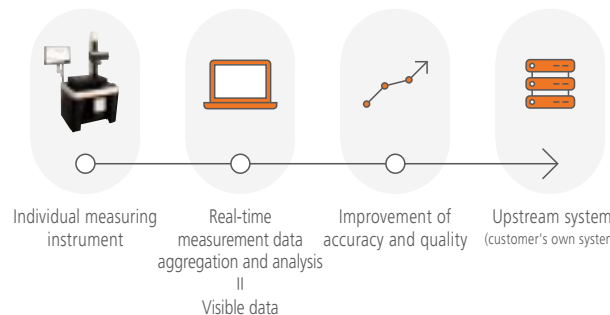 Individual measuring
instrument
Real-time
measurement data
aggregation and analysis
=
Visible data
Improvement of
accuracy and quality
Upstream system
(customer's own system